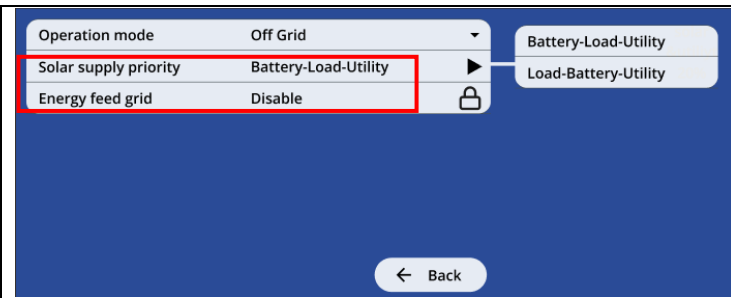 Operation mode Off Grid
Solar supply priority Battery-Load-Utility
Energy feed grid Disable
Battery-Load-Utility
Load-Battery-Utility
Back